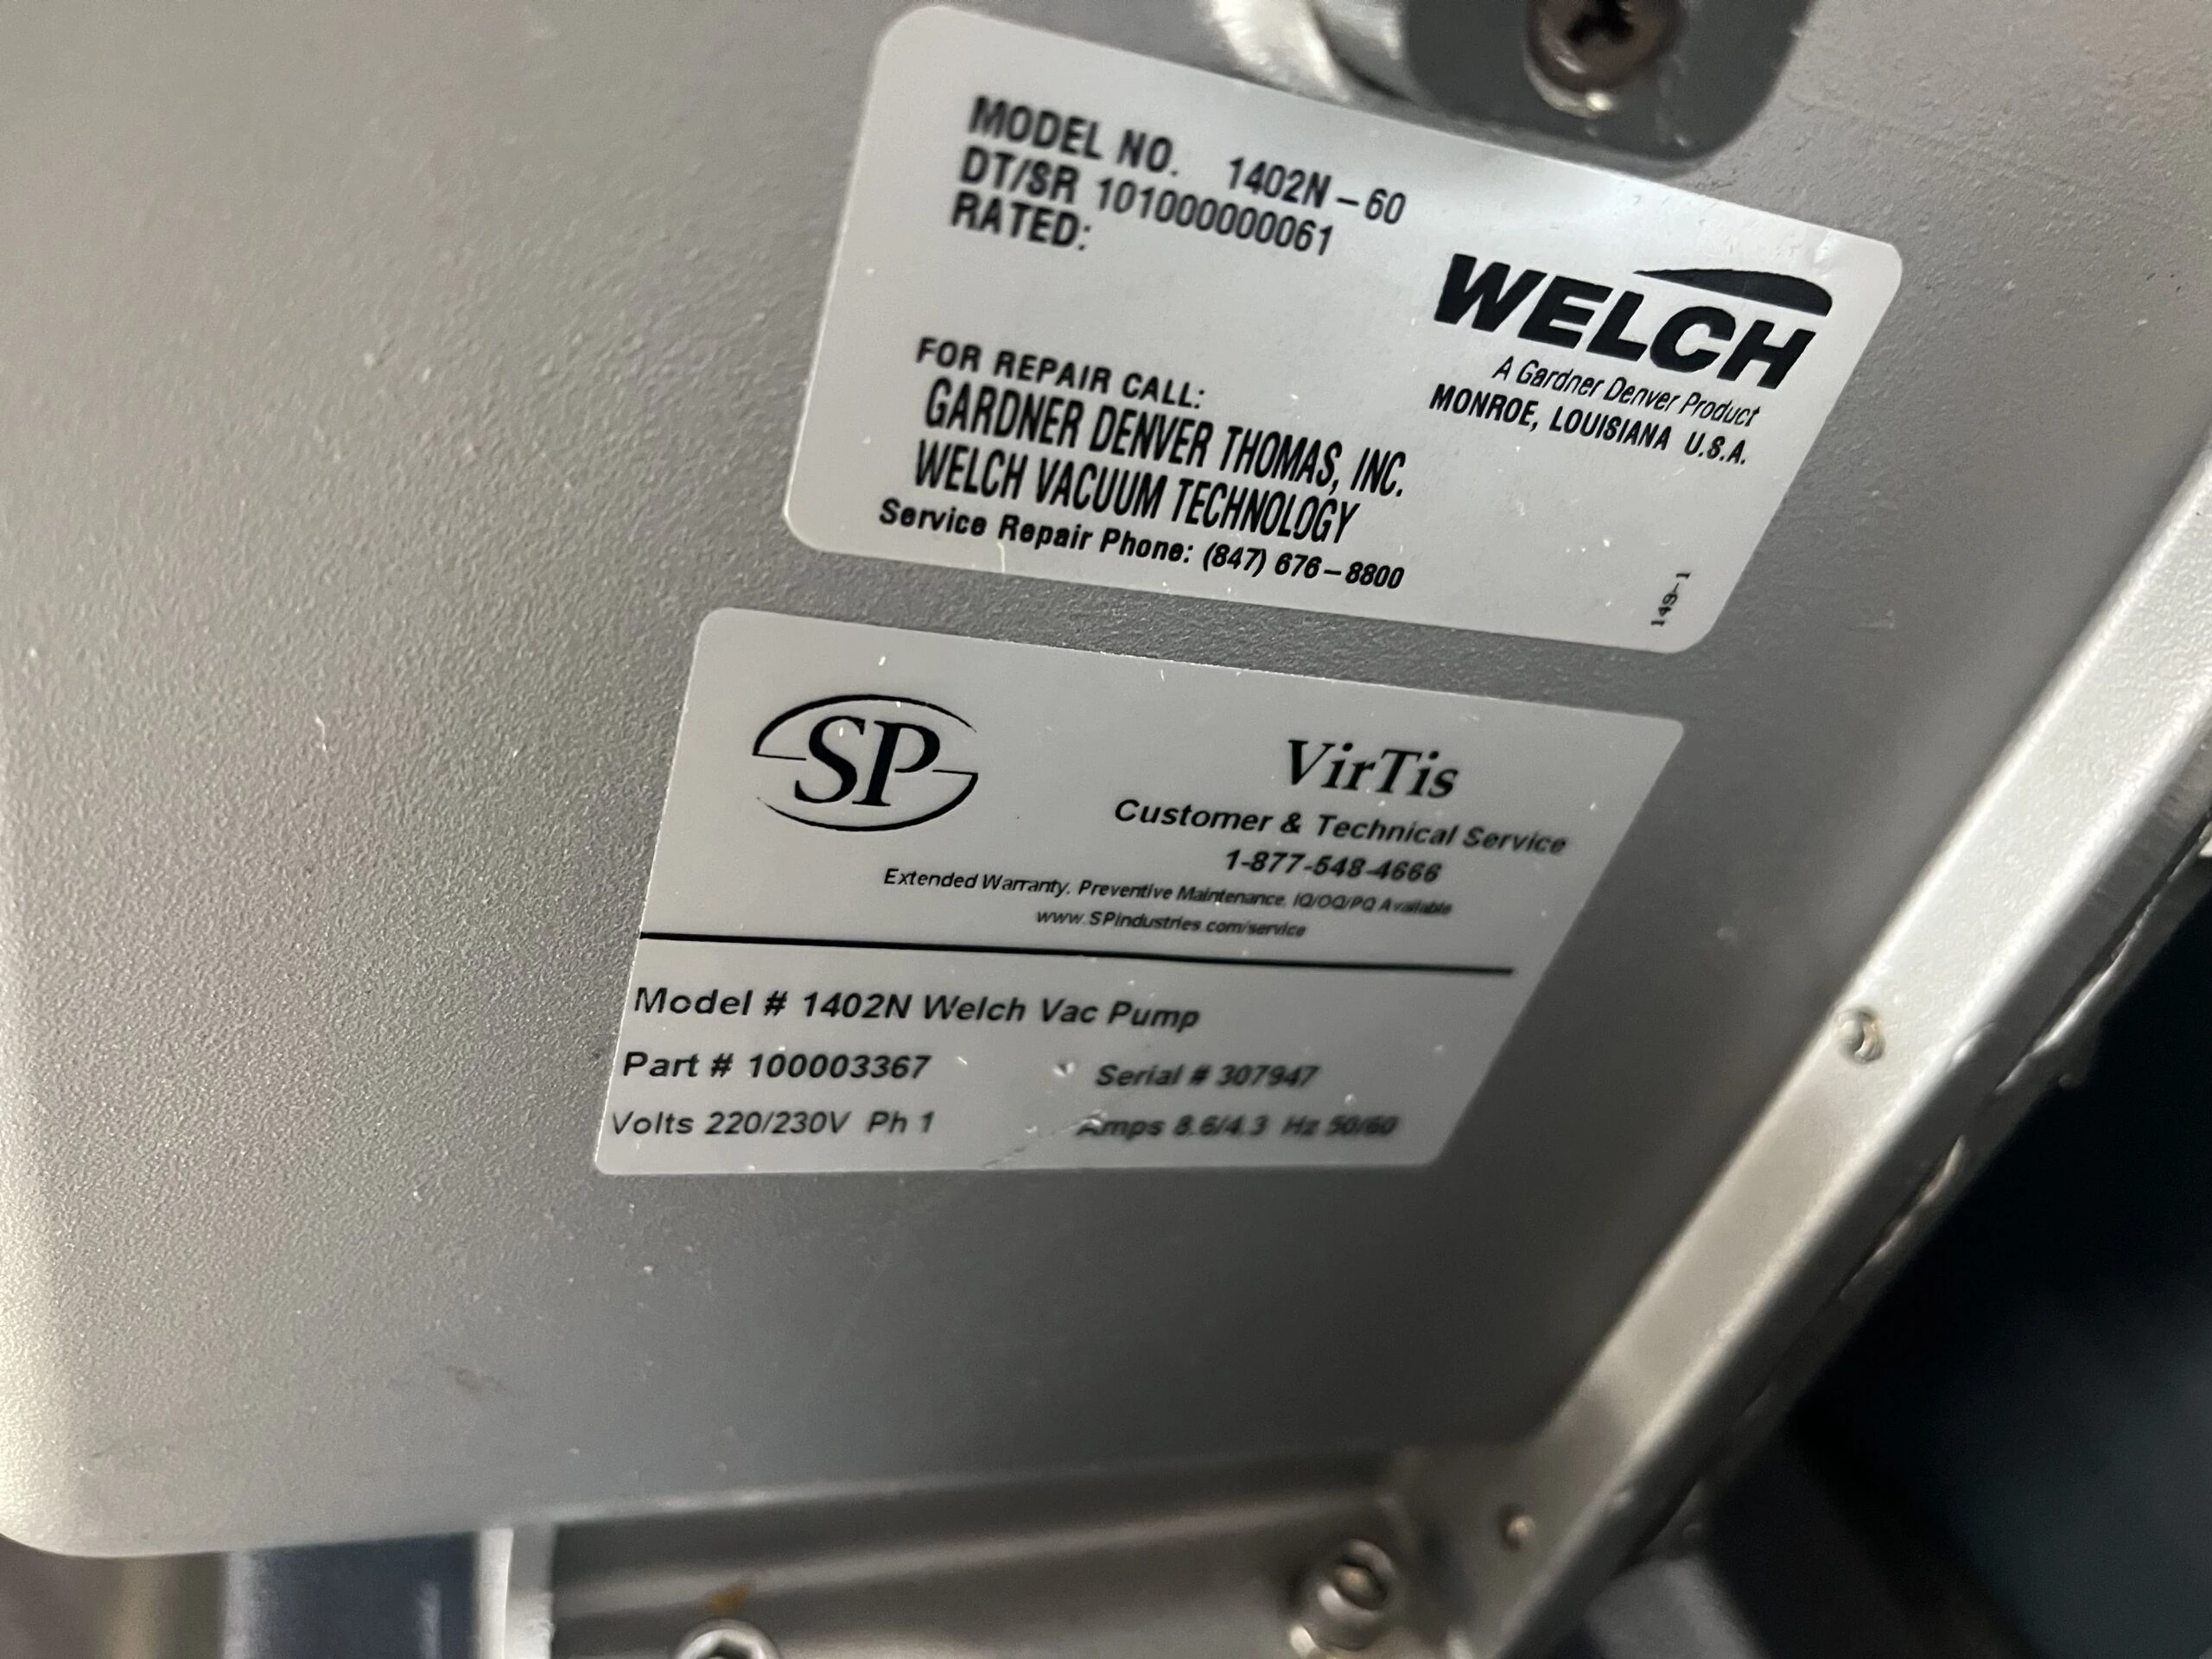 MODEL NO. 1402N-60
DT/SR 101000000061
RATED:
WELCH
A Gardner Denver Product
MONROE, LOUISIANA U.S.A.
FOR REPAIR CALL:
GARDNER DENVER THOMAS, INC.
WELCH VACUUM TECHNOLOGY
Service Repair Phone: (847) 676-8800
149-1
SP
VirTis
Customer & Technical Service
1-877-548-4666
Extended Warranty, Preventive Maintenance, IQ/OQ/PQ Available
www.SPindustries.com/service
Model # 1402N Welch Vac Pump
Part # 100003367 Serial # 307947
Volts 220/230V Ph 1 Amps 8.6/4.3 Hz 50/60